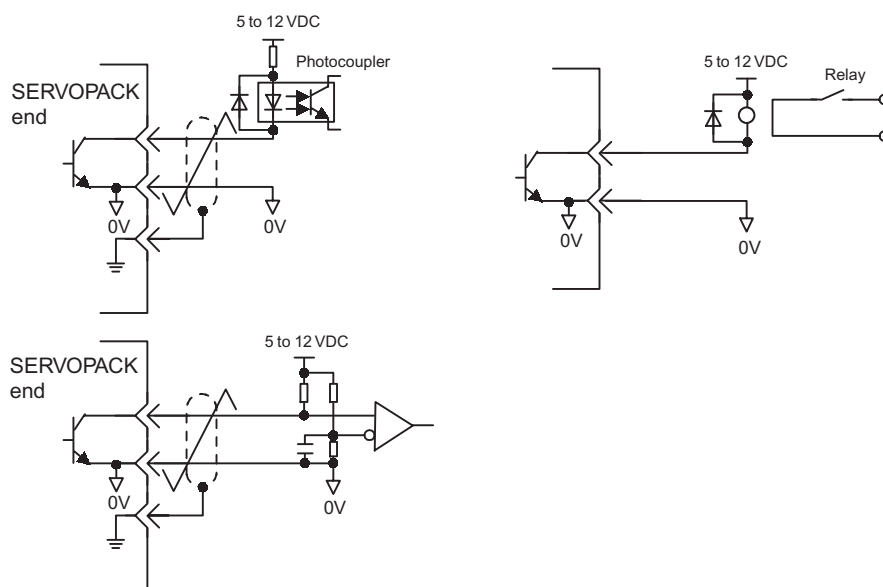 5 to 12 VDC
Photocoupler
SERVOPACK
end
0V
0V
5 to 12 VDC
Relay
0V
0V
5 to 12 VDC
SERVOPACK
end
0V
0V